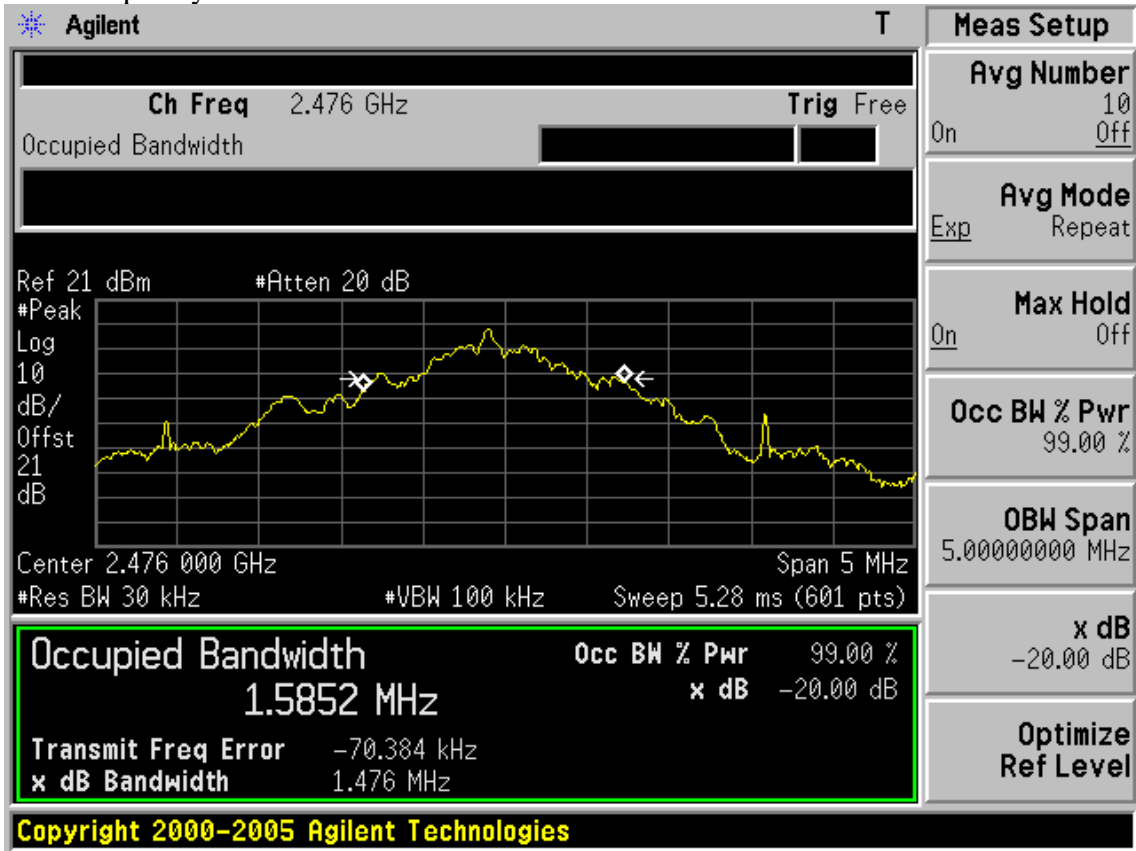 Agilent T
Ch Freq 2.476 GHz Trig Free
Occupied Bandwidth
Ref 21 dBm #Atten 20 dB
#Peak
Log
10
dB/
Offst
21
dB
Center 2.476 000 GHz Span 5 MHz
#Res BW 30 kHz #VBW 100 kHz Sweep 5.28 ms (601 pts)
Occupied Bandwidth Occ BW % Pwr 99.00 %
1.5852 MHz x dB -20.00 dB
Transmit Freq Error -70.384 kHz
x dB Bandwidth 1.476 MHz
Meas Setup
Avg Number
10
On Off
Avg Mode
Exp Repeat
Max Hold
On Off
Occ BW % Pwr
99.00 %
OBW Span
5.00000000 MHz
x dB
-20.00 dB
Optimize
Ref Level
Copyright 2000-2005 Agilent Technologies